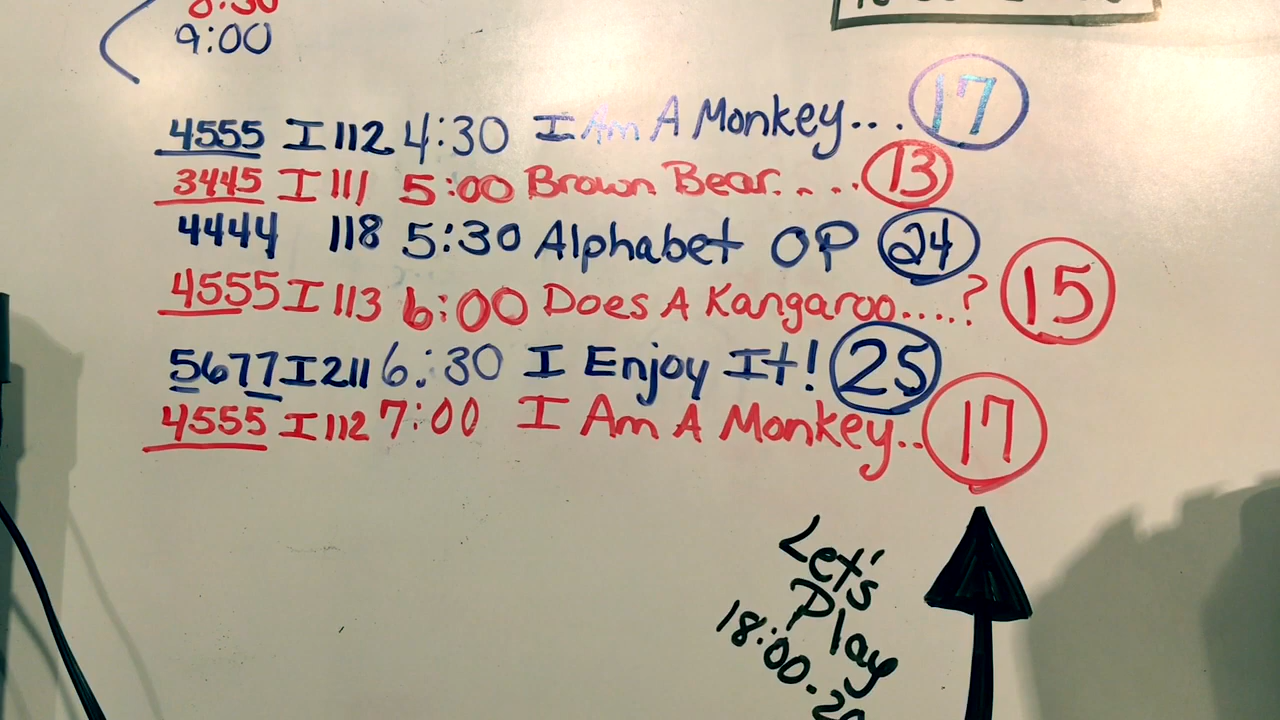 9:00
4555 I 112 4:30 I Am A Monkey... . 17
3445 I 111 5:00 Brown Bear. . . . . 13
4444 118 5:30 Alphabet OP 24
4555 I 113 6:00 Does A Kangaroo....? 15
5677 I 211 6:30 I Enjoy It! 25
4555 I 112 7:00 I Am A Monkey.. 17
Let's
Play